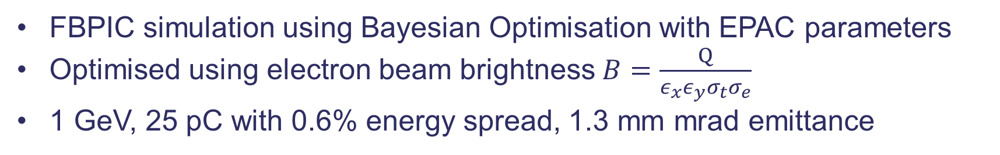 • FBPIC simulation using Bayesian Optimisation with EPAC parameters
• Optimised using electron beam brightness 𝐵 = Q / 𝜖ₓ𝜖ᵧ𝜎ₜ𝜎ₑ
• 1 GeV, 25 pC with 0.6% energy spread, 1.3 mm mrad emittance